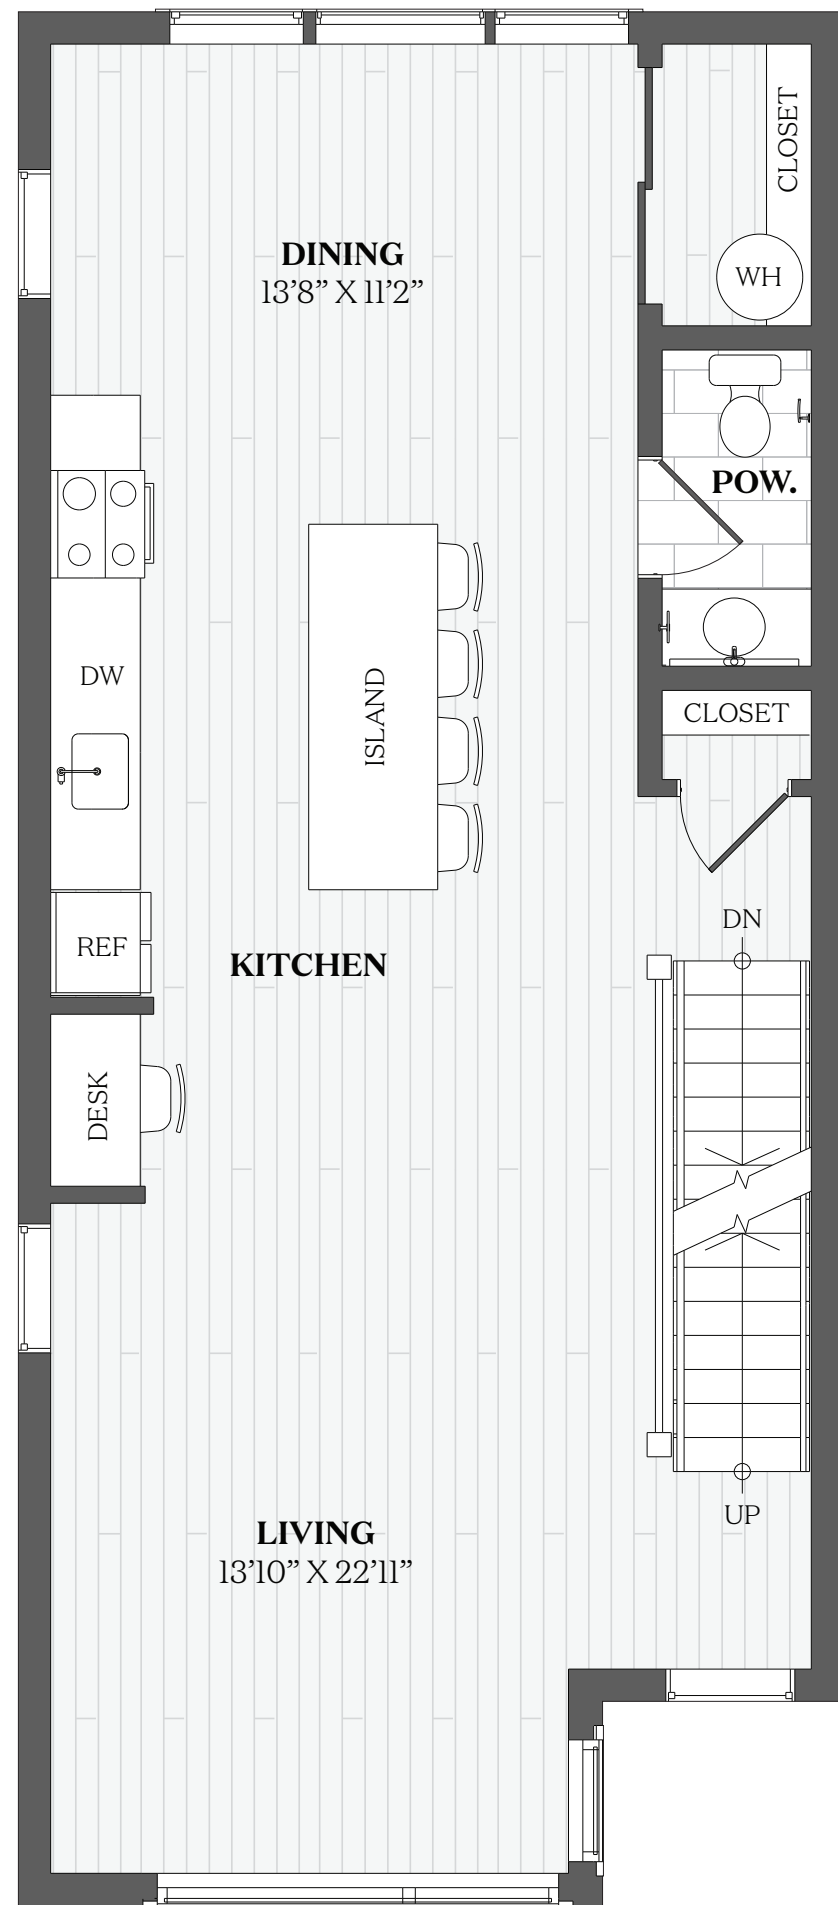 CLOSET
DINING
13’8” X 11’2”
WH
POW.
DW
ISLAND
CLOSET
DN
REF
KITCHEN
DESK
UP
LIVING
13’10” X 22’11”